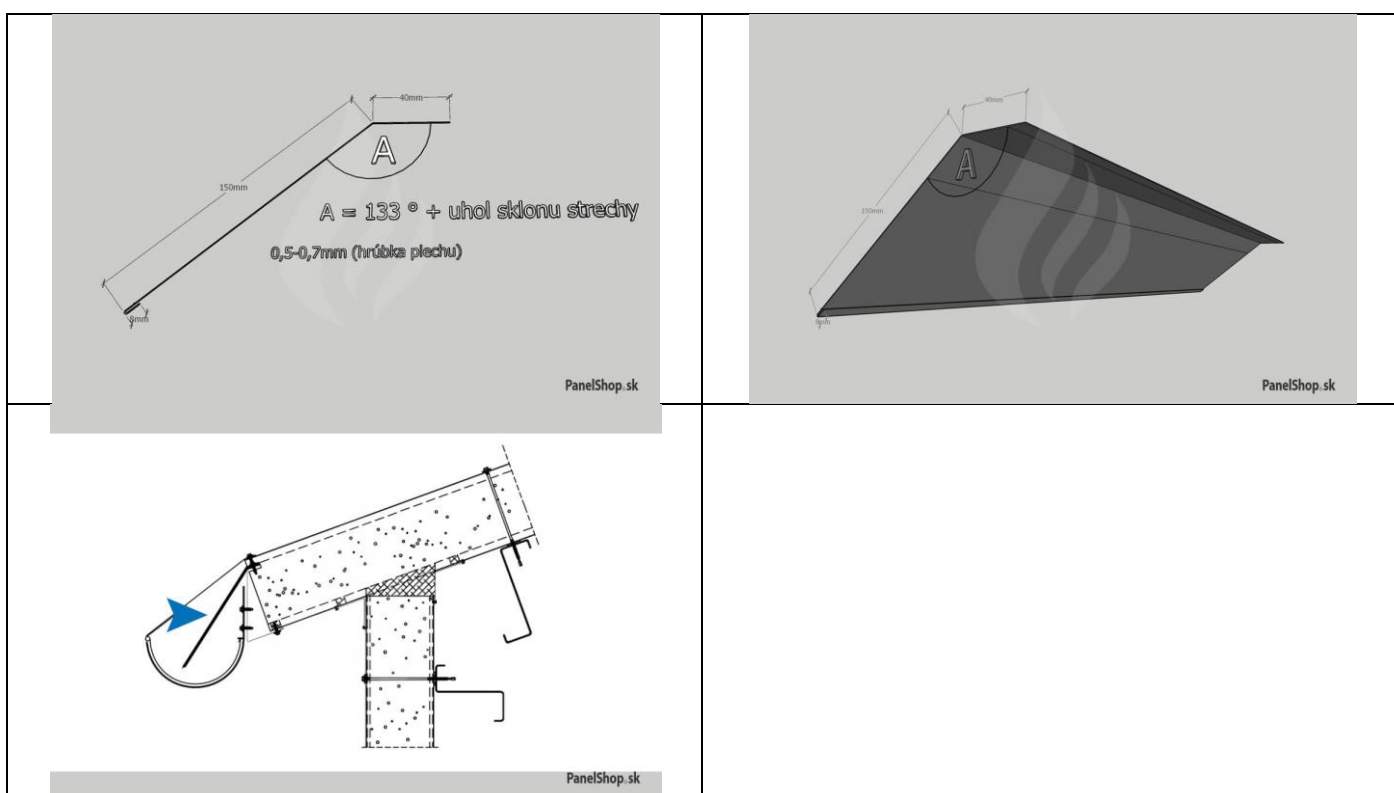 40mm
A
150mm
A = 133 ° + uhol sklonu strechy
0,5-0,7mm (hrúbka plechu)
8mm
PanelShop.sk
40mm
A
150mm
8mm
PanelShop.sk
PanelShop.sk